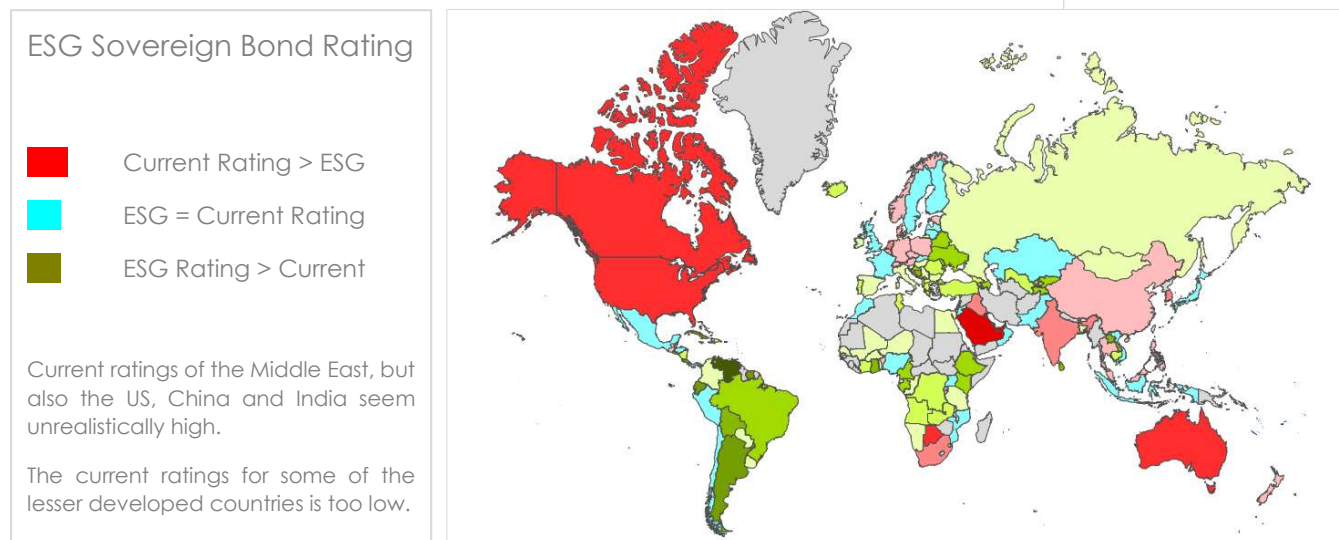 ESG Sovereign Bond Rating
Current Rating > ESG
ESG = Current Rating
ESG Rating > Current
Current ratings of the Middle East, but
also the US, China and India seem
unrealistically high.
The current ratings for some of the
lesser developed countries is too low.